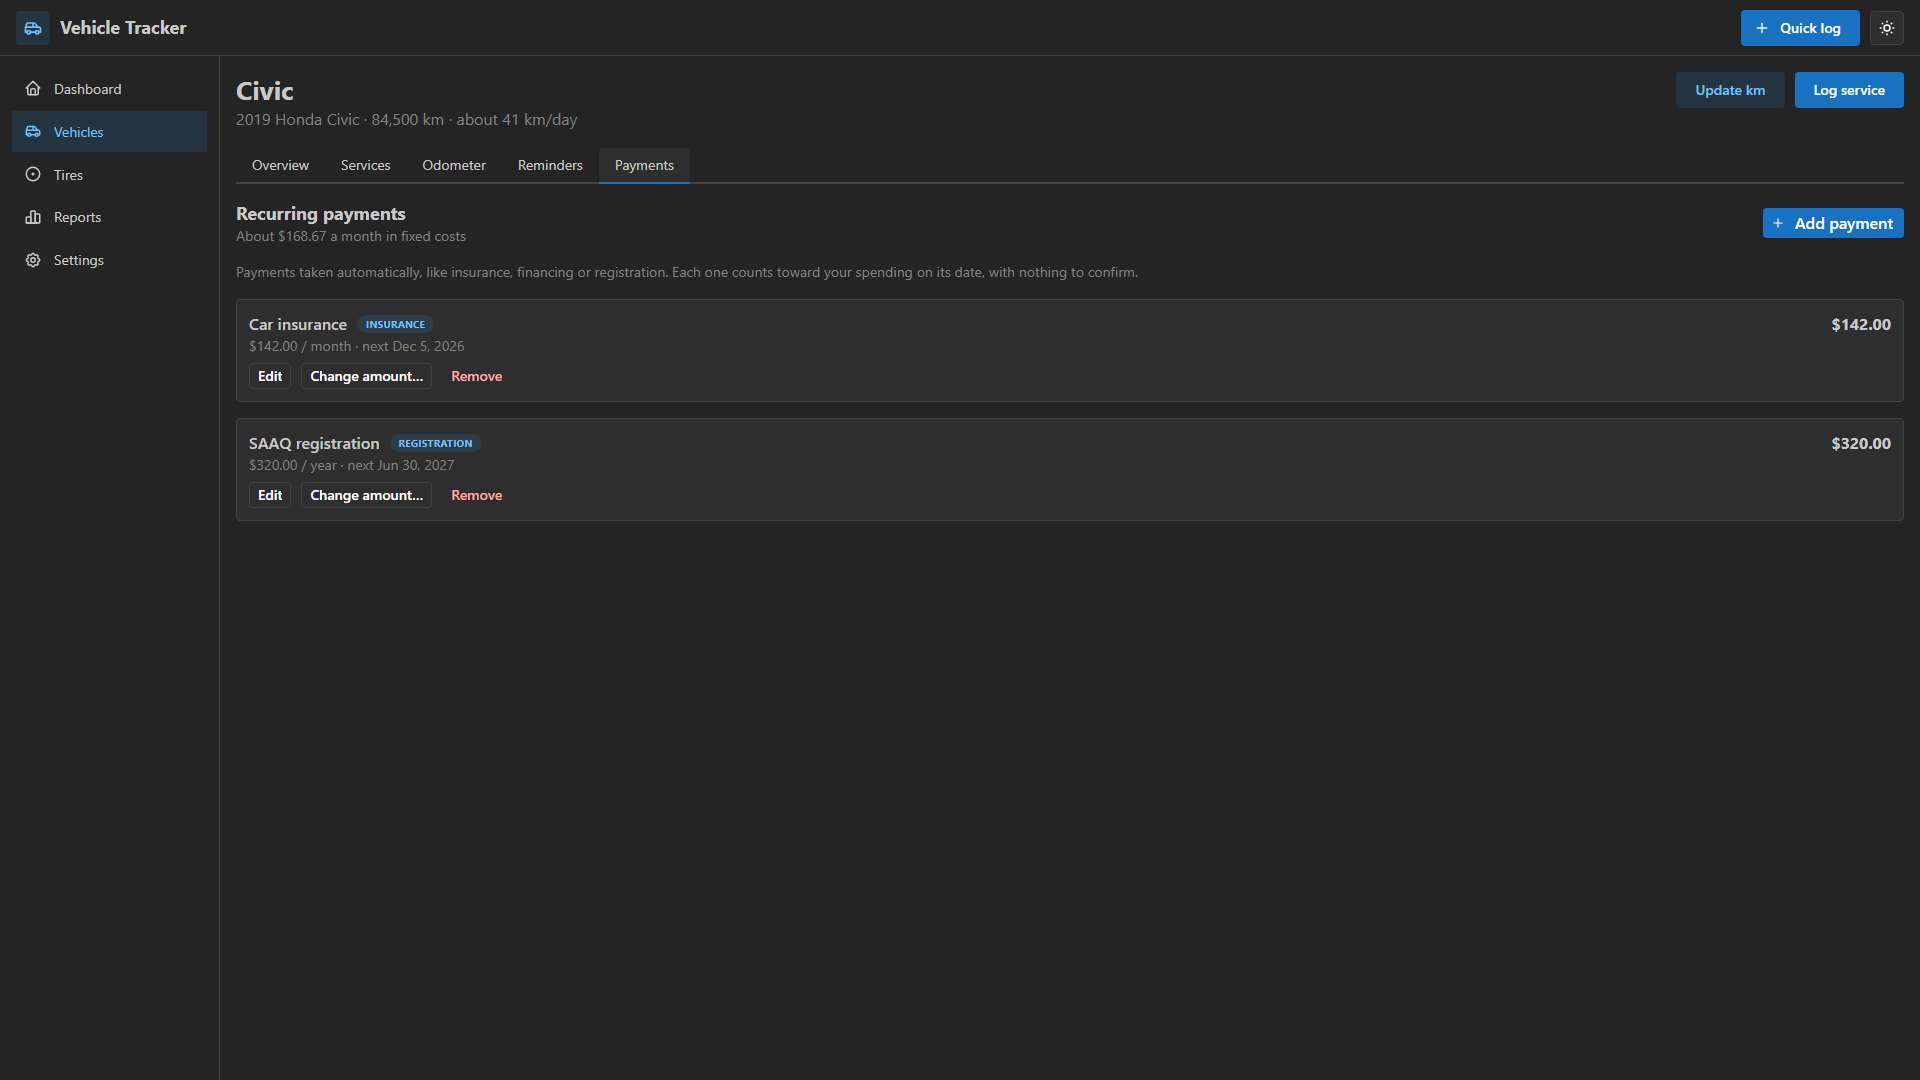 Vehicle Tracker
Quick log
Dashboard
Vehicles
Tires
Reports
Settings
Civic
2019 Honda Civic · 84,500 km · about 41 km/day
Update km
Log service
Overview
Services
Odometer
Reminders
Payments
Recurring payments
About $168.67 a month in fixed costs
Add payment
Payments taken automatically, like insurance, financing or registration. Each one counts toward your spending on its date, with nothing to confirm.
Car insurance INSURANCE
$142.00
$142.00 / month · next Dec 5, 2026
Edit
Change amount...
Remove
SAAQ registration REGISTRATION
$320.00
$320.00 / year · next Jun 30, 2027
Edit
Change amount...
Remove